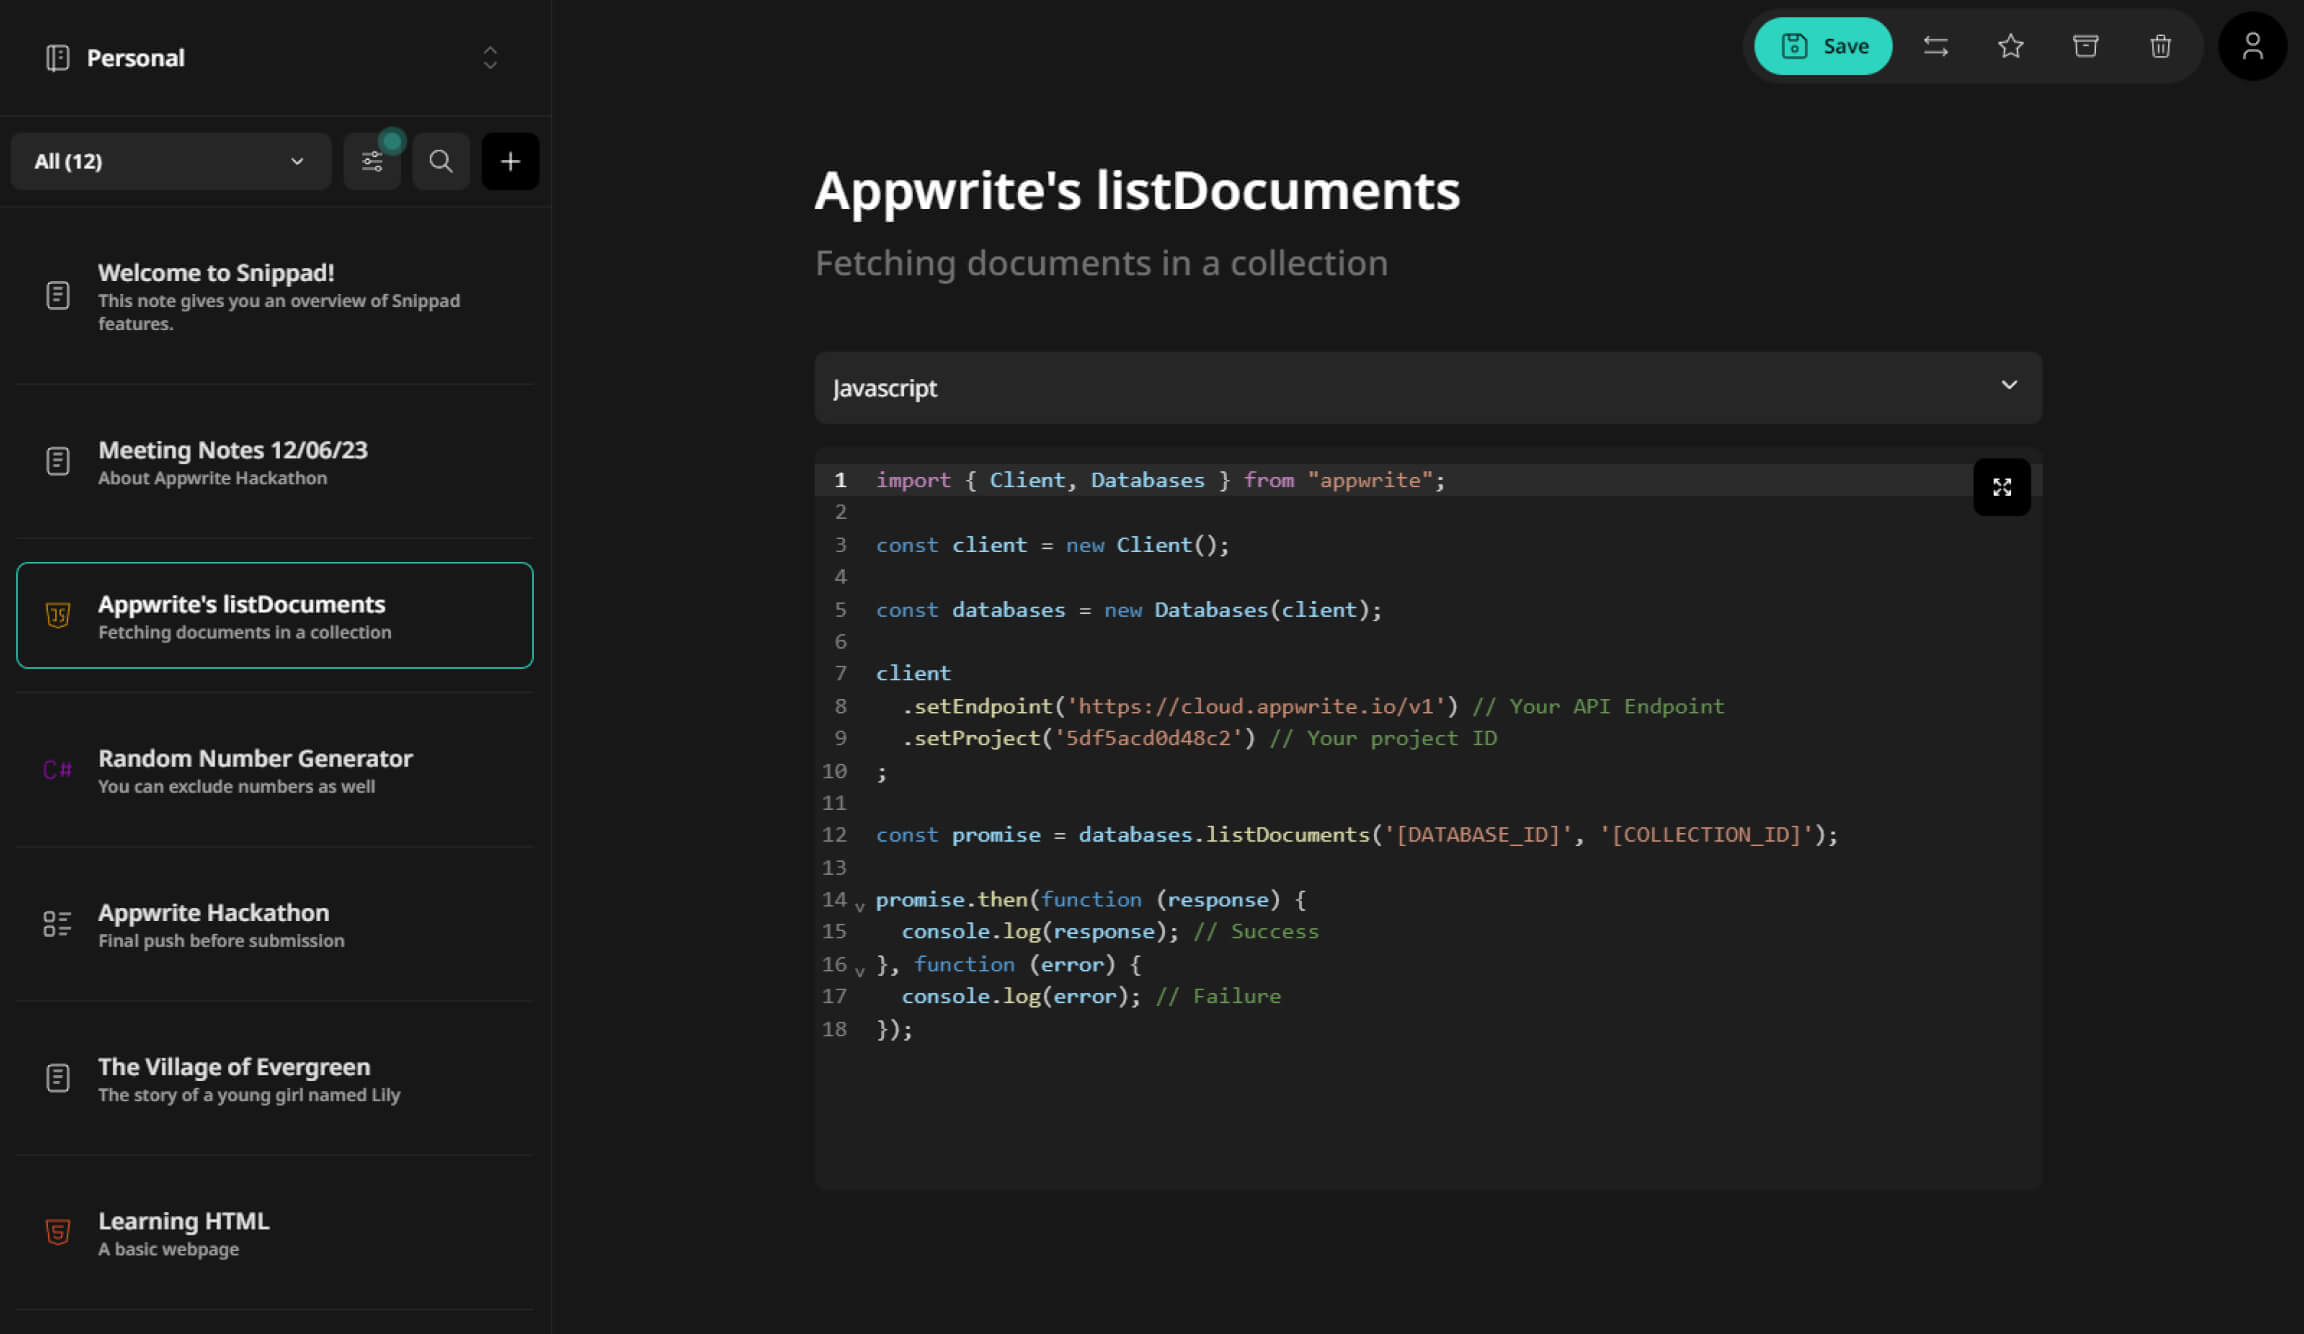 Personal
All (12)
Welcome to Snippad!
This note gives you an overview of Snippad
features.
Meeting Notes 12/06/23
About Appwrite Hackathon
JS
Appwrite's listDocuments
Fetching documents in a collection
C#
Random Number Generator
You can exclude numbers as well
Appwrite Hackathon
Final push before submission
The Village of Evergreen
The story of a young girl named Lily
5
Learning HTML
A basic webpage
Save
Appwrite's listDocuments
Fetching documents in a collection
Javascript
1 import { Client, Databases } from "appwrite";
2
3 const client = new Client();
4
5 const databases = new Databases(client);
6
7 client
8   .setEndpoint('https://cloud.appwrite.io/v1') // Your API Endpoint
9   .setProject('5df5acd0d48c2') // Your project ID
10 ;
11
12 const promise = databases.listDocuments('[DATABASE_ID]', '[COLLECTION_ID]');
13
14 promise.then(function (response) {
15   console.log(response); // Success
16 }, function (error) {
17   console.log(error); // Failure
18 });